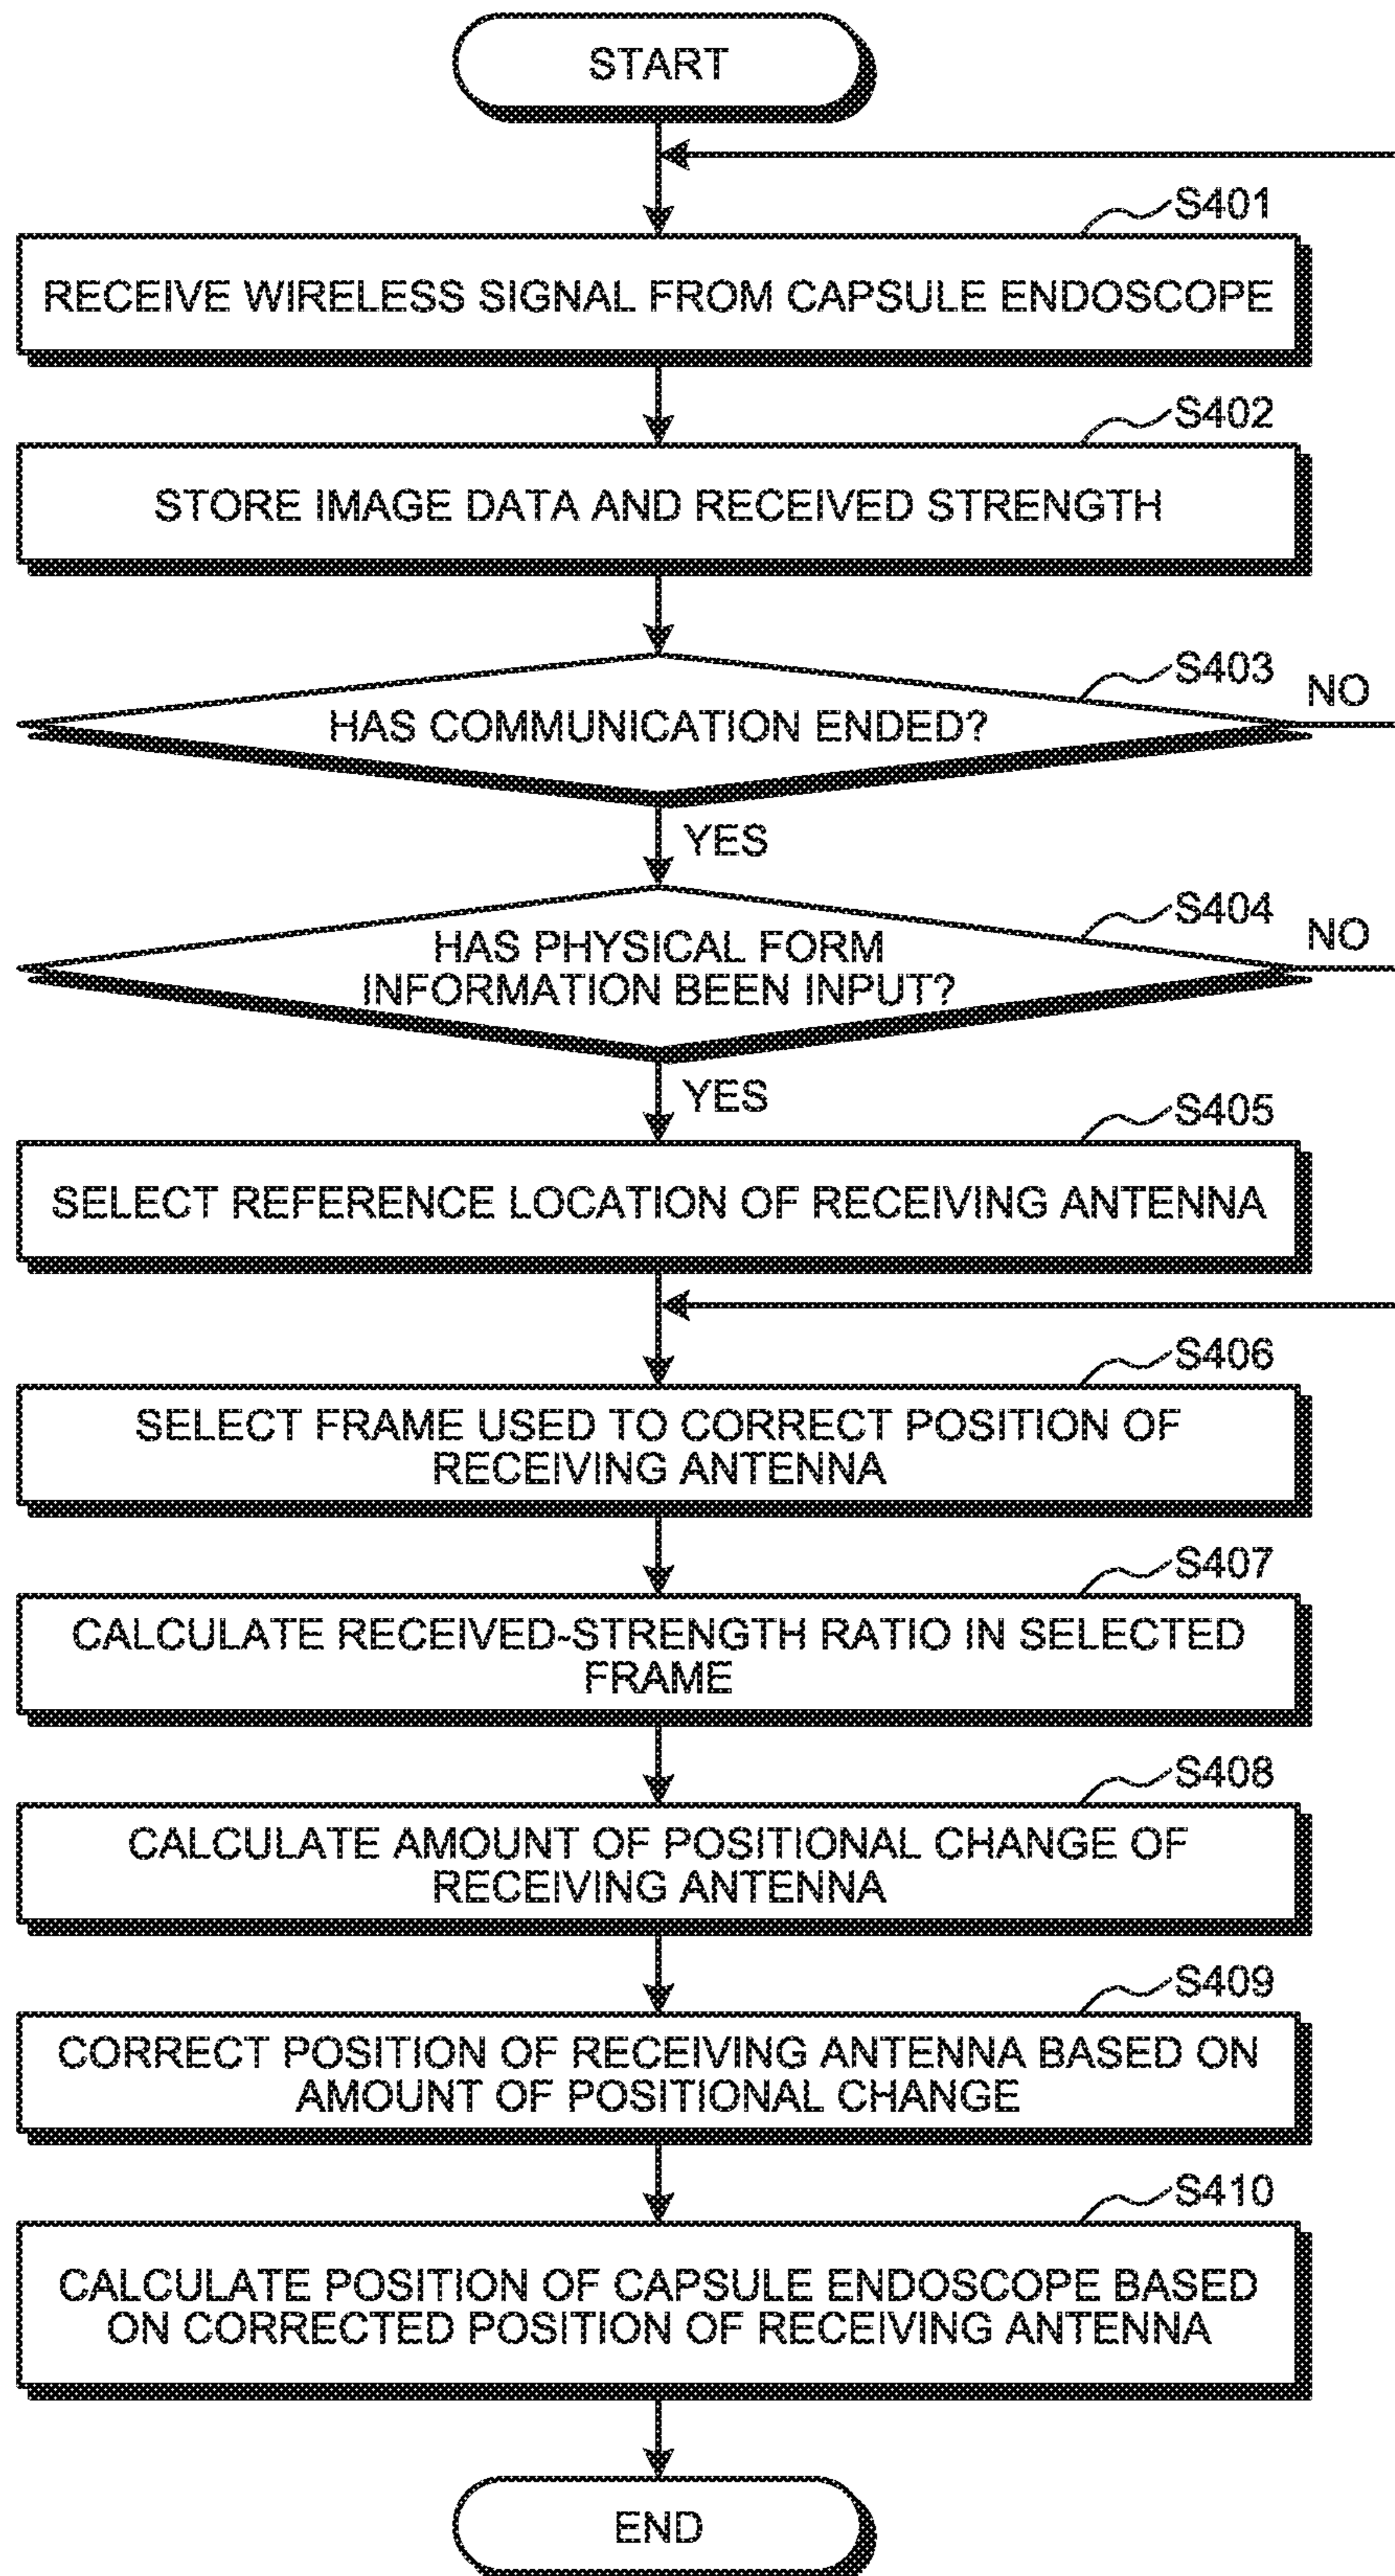 START
S401
RECEIVE WIRELESS SIGNAL FROM CAPSULE ENDOSCOPE
S402
STORE IMAGE DATA AND RECEIVED STRENGTH
S403
NO
HAS COMMUNICATION ENDED?
YES
S404
NO
HAS PHYSICAL FORM
INFORMATION BEEN INPUT?
YES
S405
SELECT REFERENCE LOCATION OF RECEIVING ANTENNA
S406
SELECT FRAME USED TO CORRECT POSITION OF
RECEIVING ANTENNA
S407
CALCULATE RECEIVED-STRENGTH RATIO IN SELECTED
FRAME
S408
CALCULATE AMOUNT OF POSITIONAL CHANGE OF
RECEIVING ANTENNA
S409
CORRECT POSITION OF RECEIVING ANTENNA BASED ON
AMOUNT OF POSITIONAL CHANGE
S410
CALCULATE POSITION OF CAPSULE ENDOSCOPE BASED
ON CORRECTED POSITION OF RECEIVING ANTENNA
END